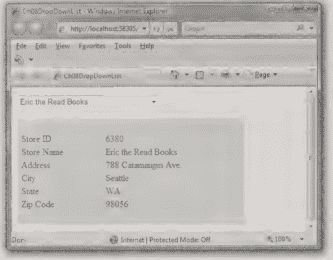 Ch08DropDownList - Windows Internet Explorer
http://localhost:58305/
File Edit View Favorites Tools Help
Ch08DropDownList Page
Eric the Read Books
Store ID 6380
Store Name Eric the Read Books
Address 788 Catamaugus Ave.
City Seattle
State WA
Zip Code 98056
Internet | Protected Mode: Off 100%